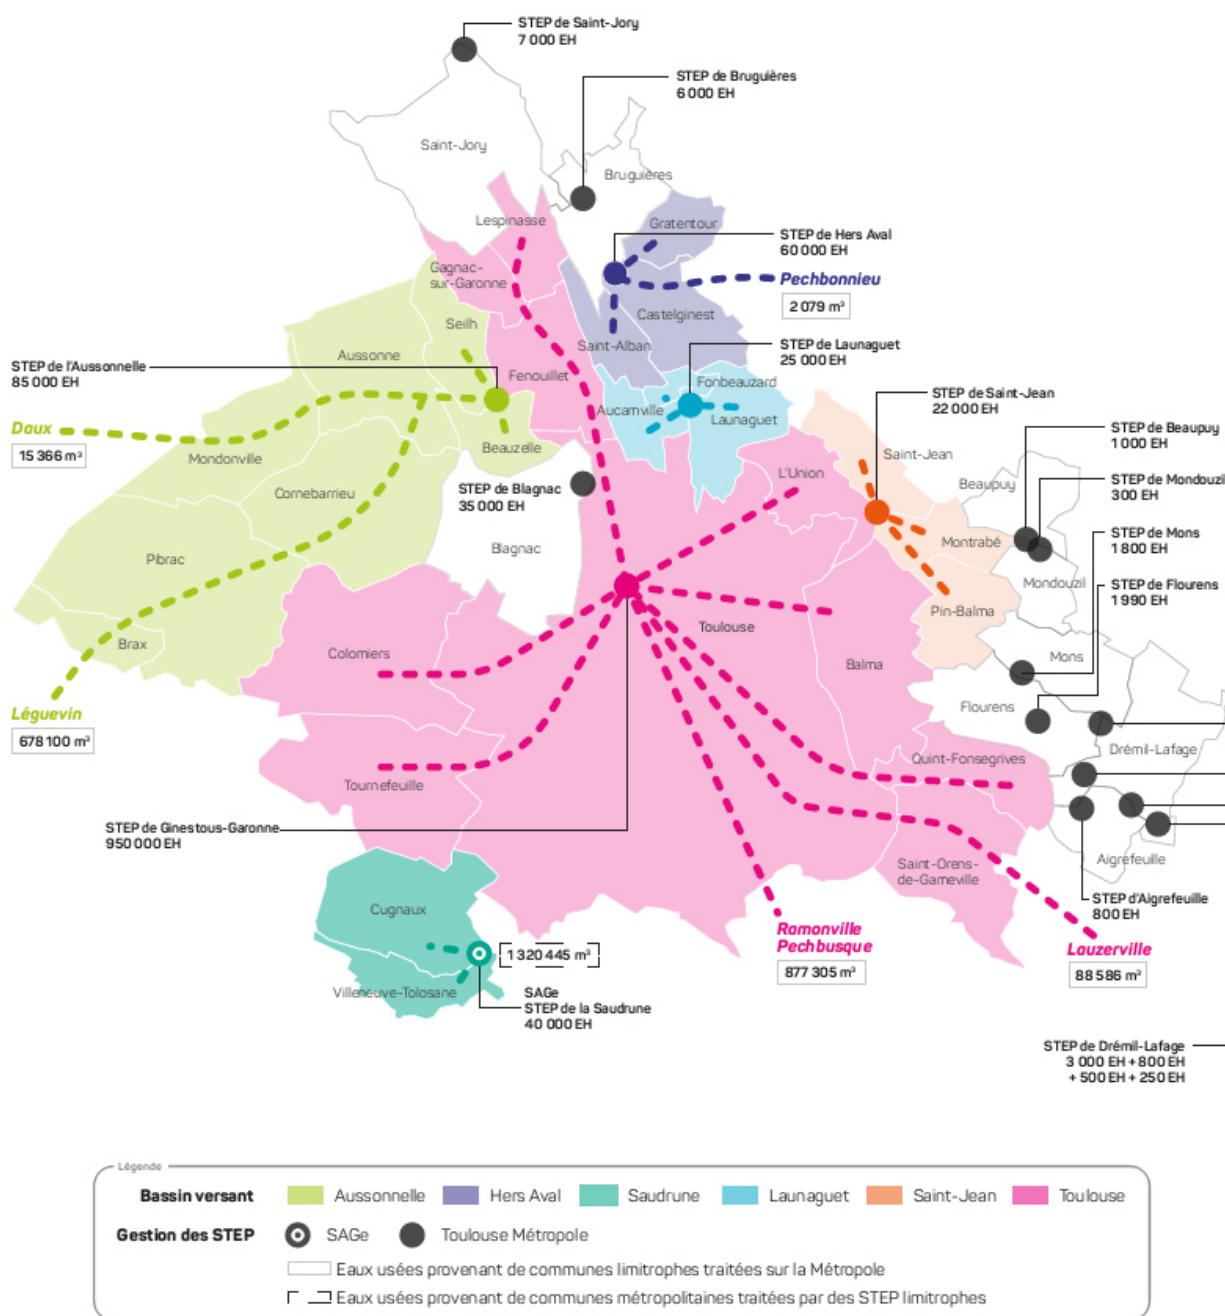 STEP de Saint-Jory
7 000 EH
STEP de Bruguières
6 000 EH
Saint-Jory
Bruguières
Lespinasse
Gratentour
STEP de Hers Aval
60 000 EH
Gagnac-
sur-Garonne
Pechbonnieu
2 079 m³
Seilh
Castelginest
Aussonne
Saint-Alban
STEP de Launaguet
25 000 EH
STEP de l'Aussonnelle
85 000 EH
Fenouillet
Fonbeauzard
STEP de Saint-Jean
22 000 EH
Aucamville
Launaguet
Daux
15 366 m³
Beauzelle
STEP de Beaupuy
1 000 EH
Mondonville
Saint-Jean
L'Union
STEP de Mondouzil
300 EH
Cornebarrieu
STEP de Blagnac
35 000 EH
Beaupuy
STEP de Mons
1 800 EH
Blagnac
Montrabé
Pibrac
Mondouzil
STEP de Flourens
1 990 EH
Pin-Balma
Toulouse
Brax
Colomiers
Mons
Balma
Léguevin
678 100 m³
Flourens
Drémil-Lafage
Quint-Fonsegrives
Tournefeuille
STEP de Ginestous-Garonne
950 000 EH
Saint-Orens-
de-Gameville
Aigrefeuille
STEP d'Aigrefeuille
800 EH
Cugnaux
Ramonville
Pechbusque
877 305 m³
Lauzerville
88 586 m³
1 320 445 m³
Villeneuve-Tolosane
SAGe
STEP de la Saudrune
40 000 EH
STEP de Drémil-Lafage
3 000 EH + 800 EH
+ 500 EH + 250 EH
Légende
Bassin versant Aussonnelle Hers Aval Saudrune Launaguet Saint-Jean Toulouse
Gestion des STEP SAGe Toulouse Métropole
Eaux usées provenant de communes limitrophes traitées sur la Métropole
Eaux usées provenant de communes métropolitaines traitées par des STEP limitrophes